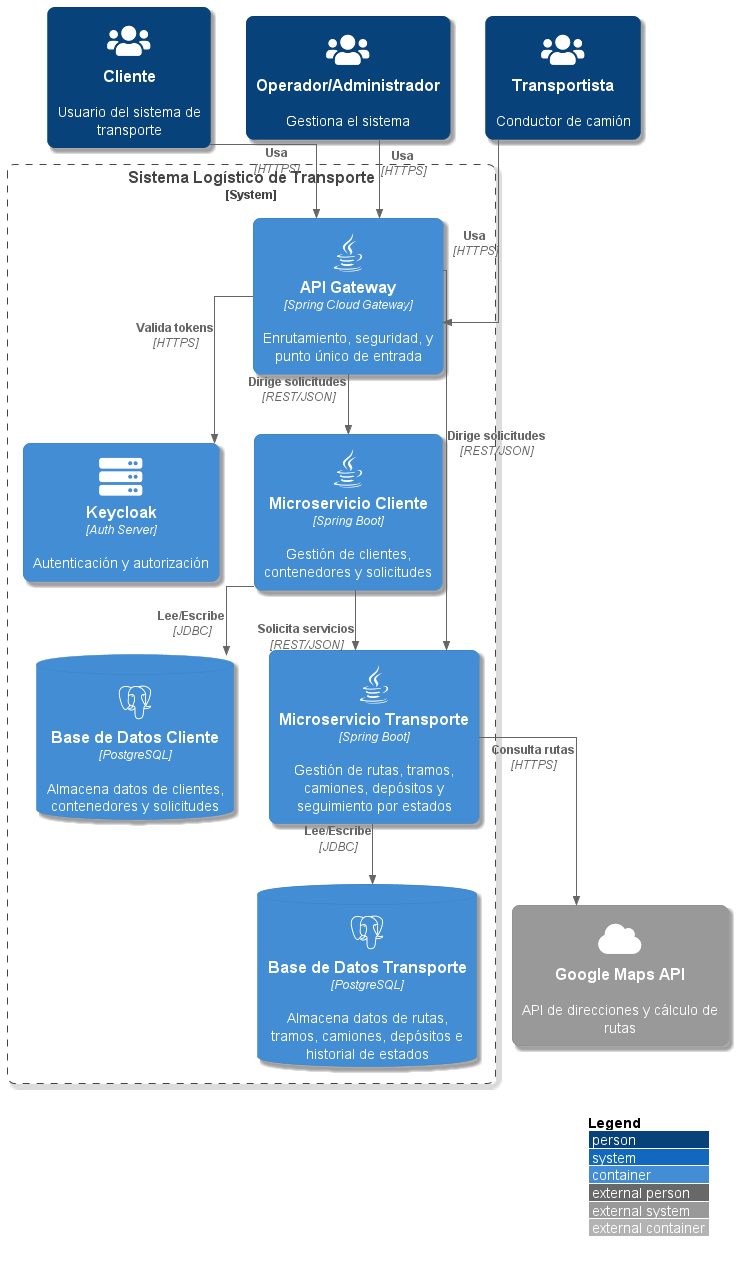 Cliente
Usuario del sistema de
transporte
Operador/Administrador
Gestiona el sistema
Transportista
Conductor de camión
Usa
[HTTPS]
Usa
[HTTPS]
Usa
[HTTPS]
Sistema Logístico de Transporte
[System]
API Gateway
[Spring Cloud Gateway]
Enrutamiento, seguridad, y
punto único de entrada
Valida tokens
[HTTPS]
Dirige solicitudes
[REST/JSON]
Dirige solicitudes
[REST/JSON]
Keycloak
[Auth Server]
Autenticación y autorización
Microservicio Cliente
[Spring Boot]
Gestión de clientes,
contenedores y solicitudes
Lee/Escribe
[JDBC]
Solicita servicios
[REST/JSON]
Base de Datos Cliente
[PostgreSQL]
Almacena datos de clientes,
contenedores y solicitudes
Microservicio Transporte
[Spring Boot]
Gestión de rutas, tramos,
camiones, depósitos y
seguimiento por estados
Consulta rutas
[HTTPS]
Lee/Escribe
[JDBC]
Base de Datos Transporte
[PostgreSQL]
Almacena datos de rutas,
tramos, camiones, depósitos e
historial de estados
Google Maps API
API de direcciones y cálculo de
rutas
Legend
person
system
container
external person
external system
external container